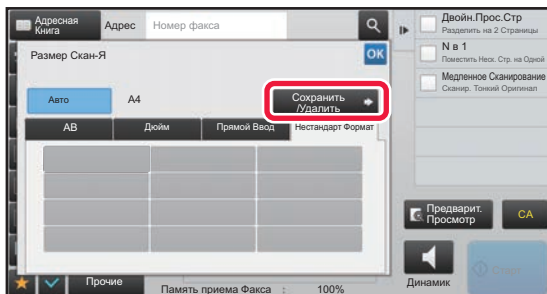 Адресная
Книга
Адрес
Номер факса
Размер Скан-Я
OK
Авто
A4
Сохранить
/Удалить
AB
Дюйм
Прямой Ввод
Нестандарт Формат
Прочие
Память приема Факса : 100%
Двойн.Прос.Стр
Разделить на 2 Страницы
N в 1
Поместить Неск. Стр. на Одной
Медленное Сканирование
Сканир. Тонкий Оригинал
Предварит.
Просмотр
CA
Динамик
Старт